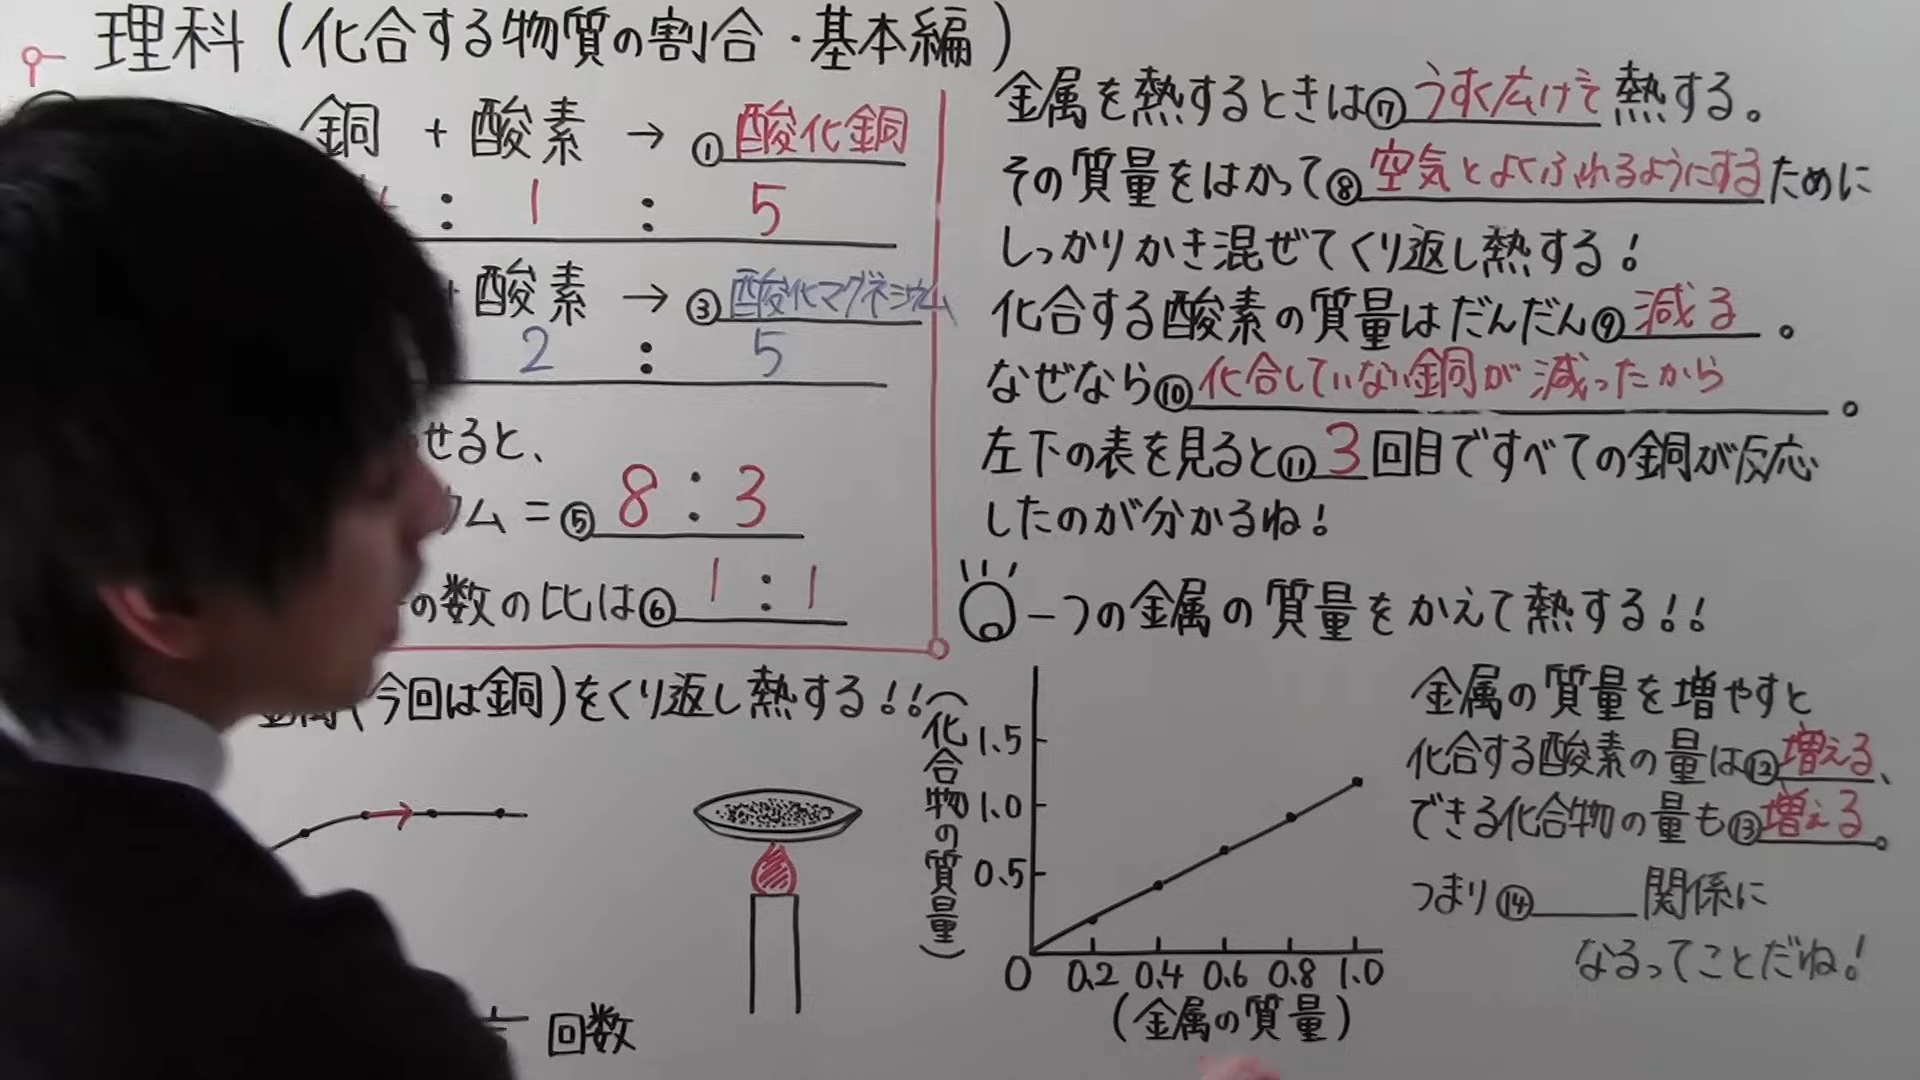 理科(化合する物質の割合・基本編)
銅 + 酸素 → ①酸化銅
: 1 : 5
+ 酸素 → ③酸化マグネシウム
2 : 5
せると、
ウム = ⑤ 8 : 3
の数の比は⑥ 1 : 1
金属(今回は銅)をくり返し熱する!!
回数
金属を熱するときは⑦うすく広げて熱する。
その質量をはかって⑧空気とよくふれるようにするために
しっかりかき混ぜてくり返し熱する!
化合する酸素の質量はだんだん⑨減る。
なぜなら⑩化合していない銅が減ったから。
左下の表を見ると⑪3回目ですべての銅が反応
したのが分かるね!
一つの金属の質量をかえて熱する!!
(化合物の質量)
1.5
1.0
0.5
0 0.2 0.4 0.6 0.8 1.0
(金属の質量)
金属の質量を増やすと
化合する酸素の量は⑫増える、
できる化合物の量も⑬増える。
つまり⑭____関係に
なるってことだね!